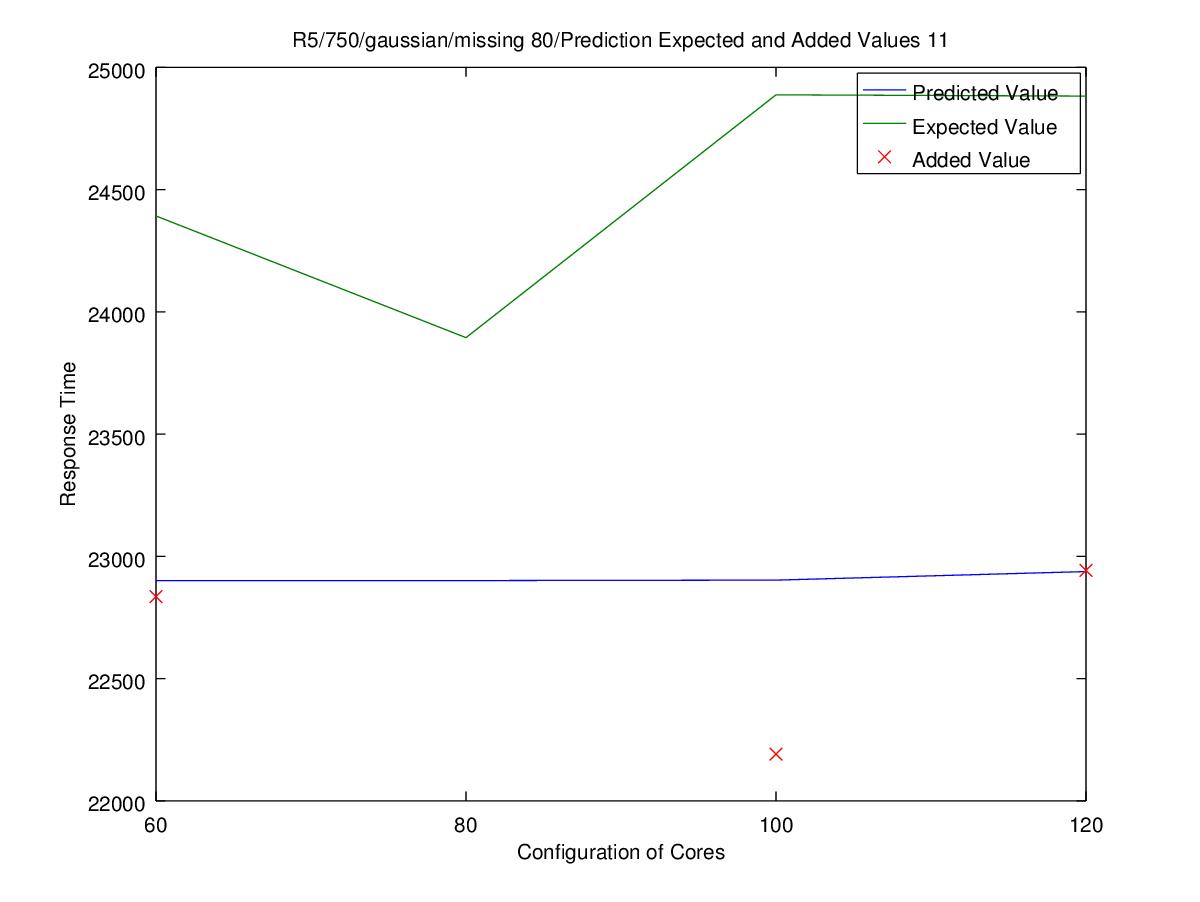 R5/750/gaussian/missing 80/Prediction Expected and Added Values 11
25000
24500
24000
23500
23000
22500
22000
60
80
100
120
Response Time
Configuration of Cores
Predicted Value
Expected Value
Added Value